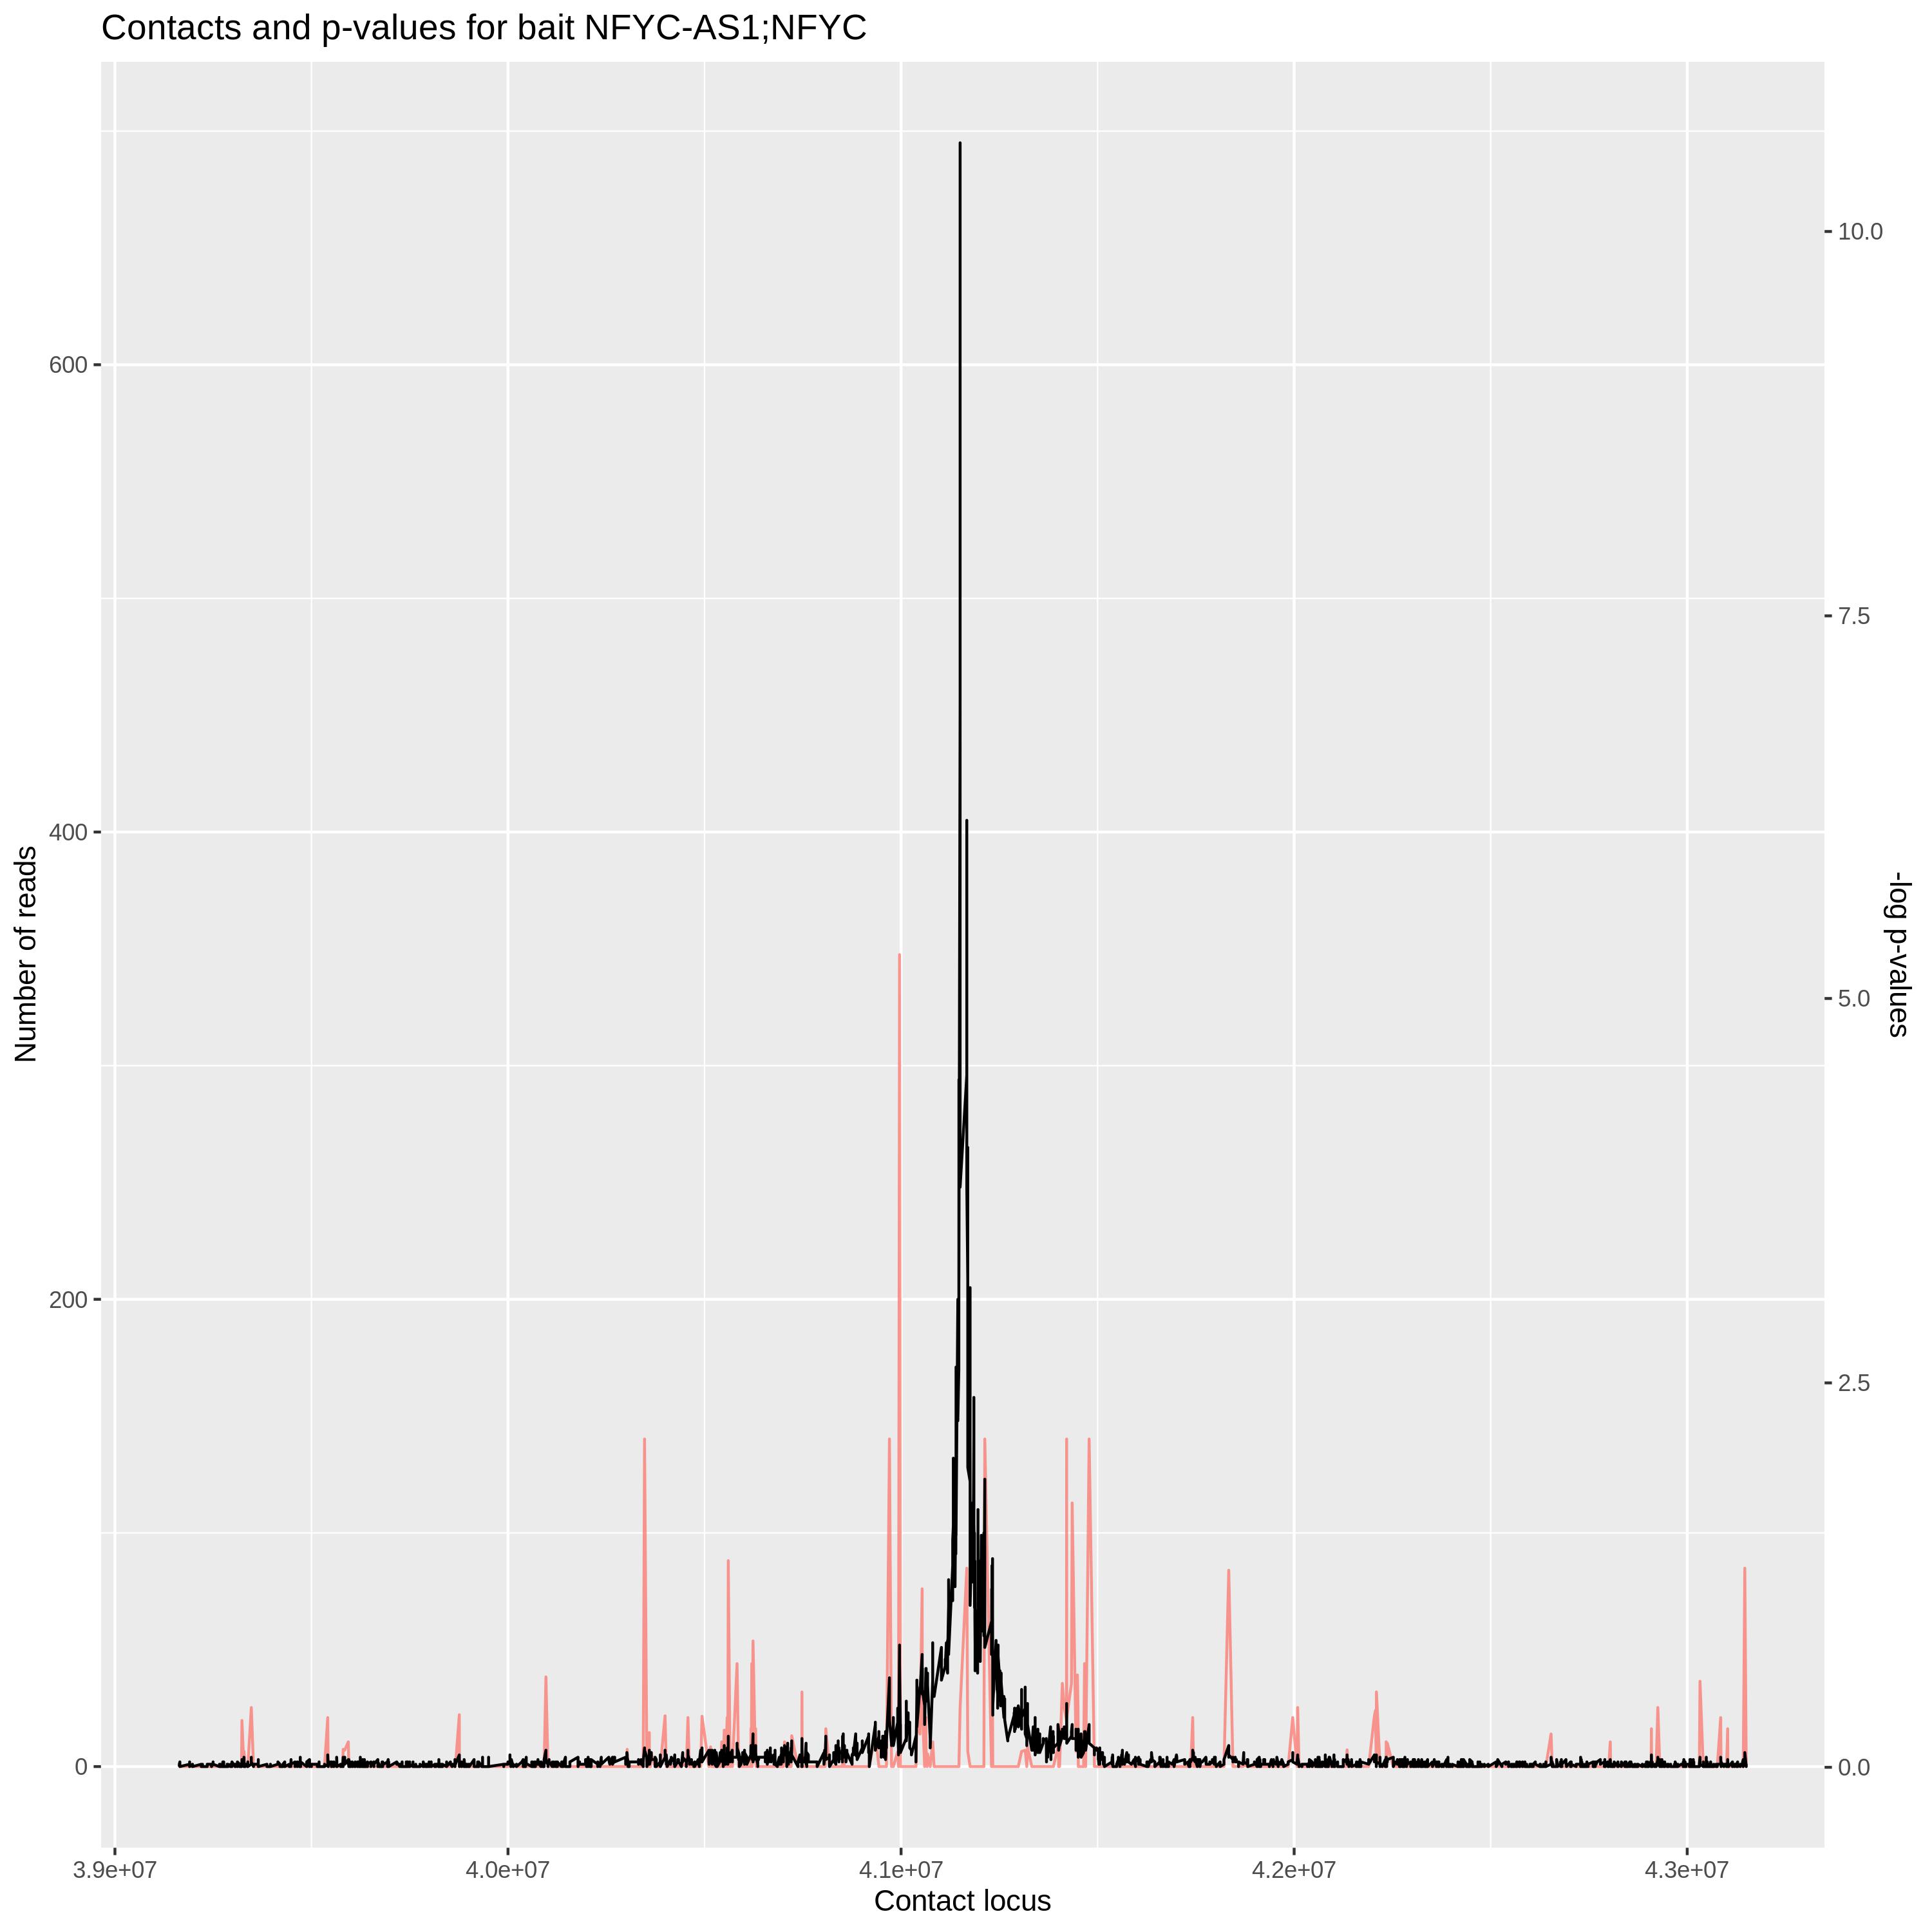 Contacts and p-values for bait NFYC-AS1;NFYC
Number of reads
600
400
200
0
10.0
7.5
5.0
2.5
0.0
-log p-values
3.9e+07
4.0e+07
4.1e+07
4.2e+07
4.3e+07
Contact locus